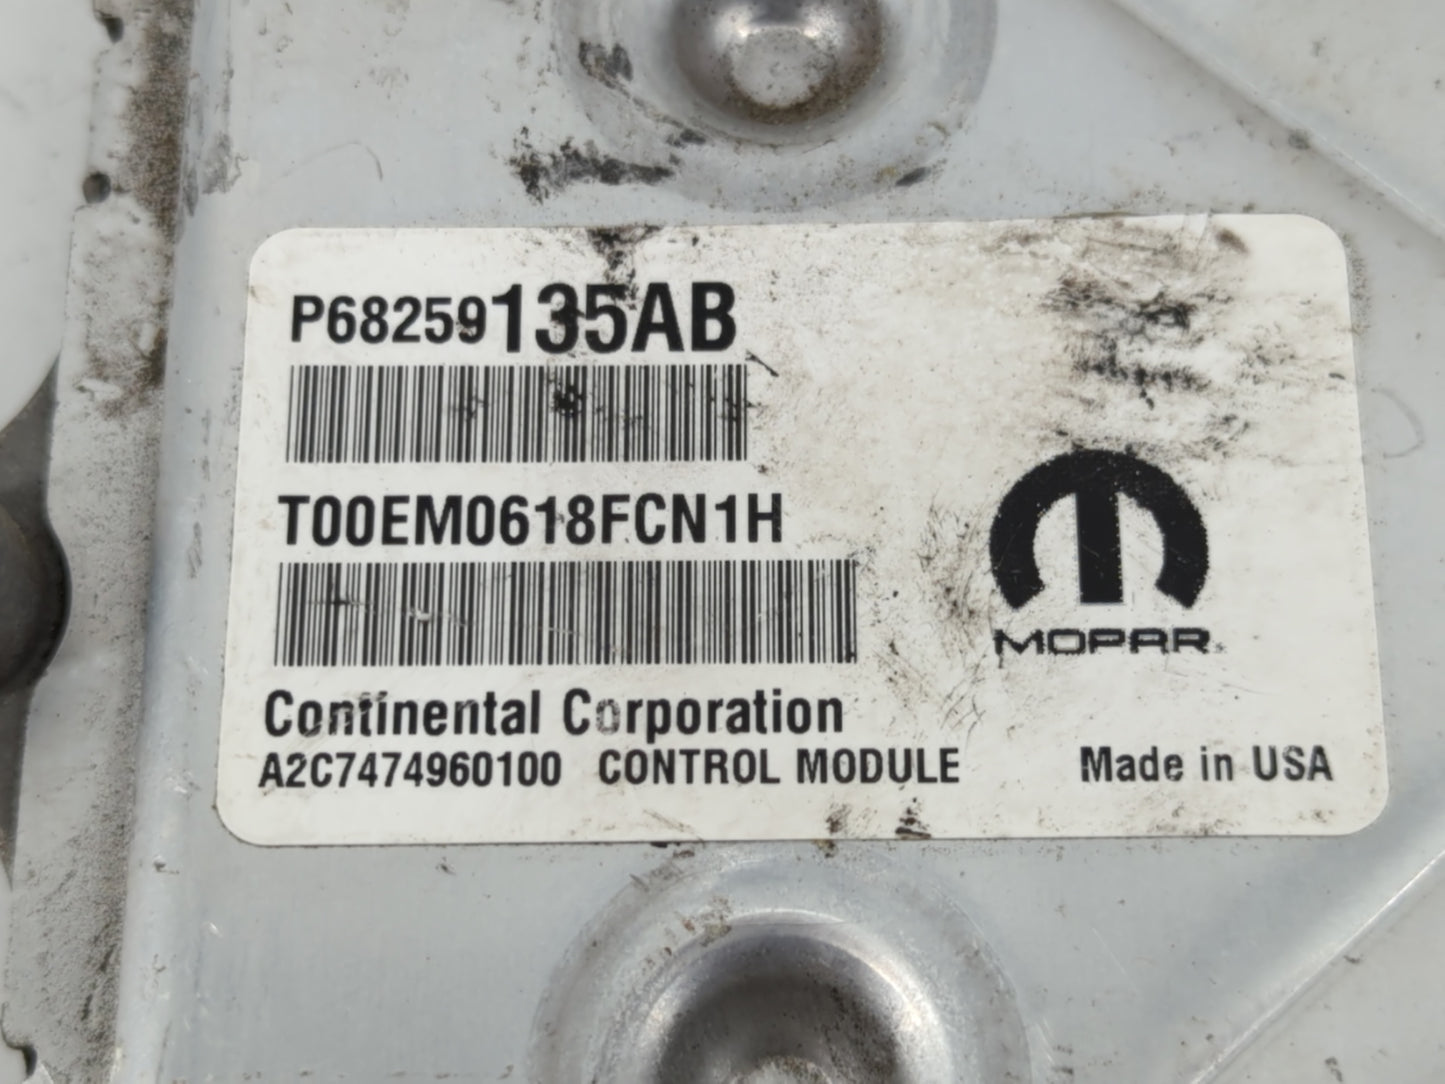 P68259135AB
T00EM0618FCN1H
MOPAR
Continental Corporation
A2C7474960100 CONTROL MODULE Made in USA